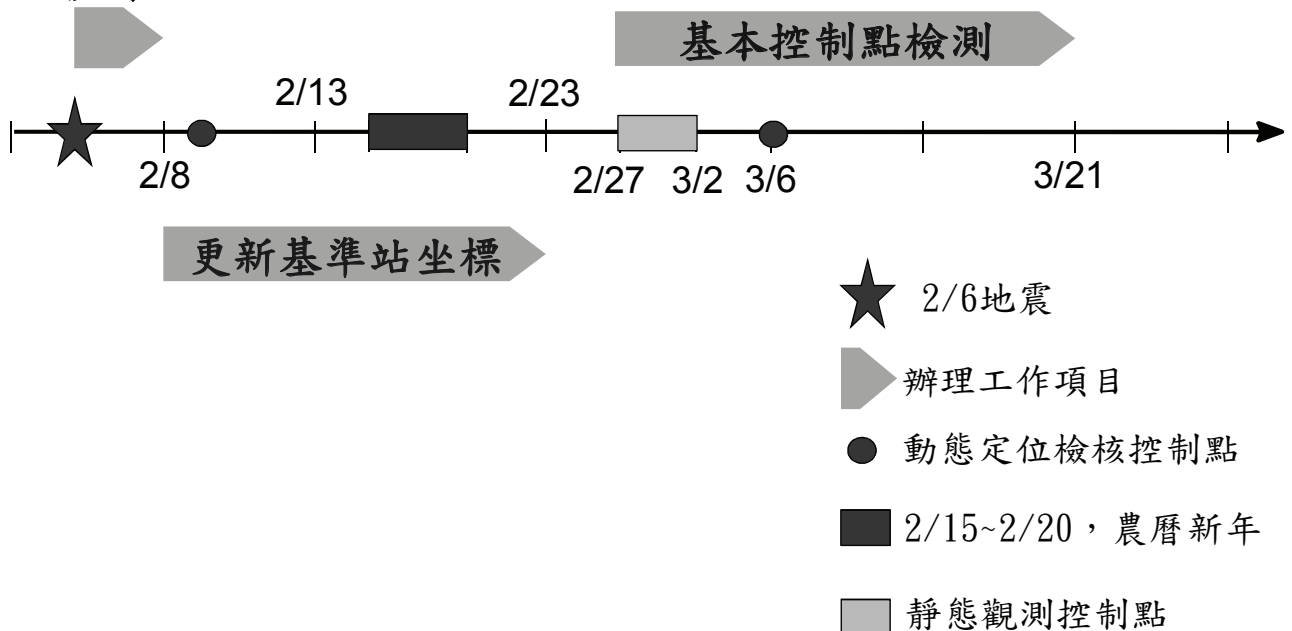 基本控制點檢測
2/13
2/23
2/8
2/27
3/2
3/6
3/21
更新基準站坐標
2/6地震
辦理工作項目
動態定位檢核控制點
2/15~2/20，農曆新年
靜態觀測控制點